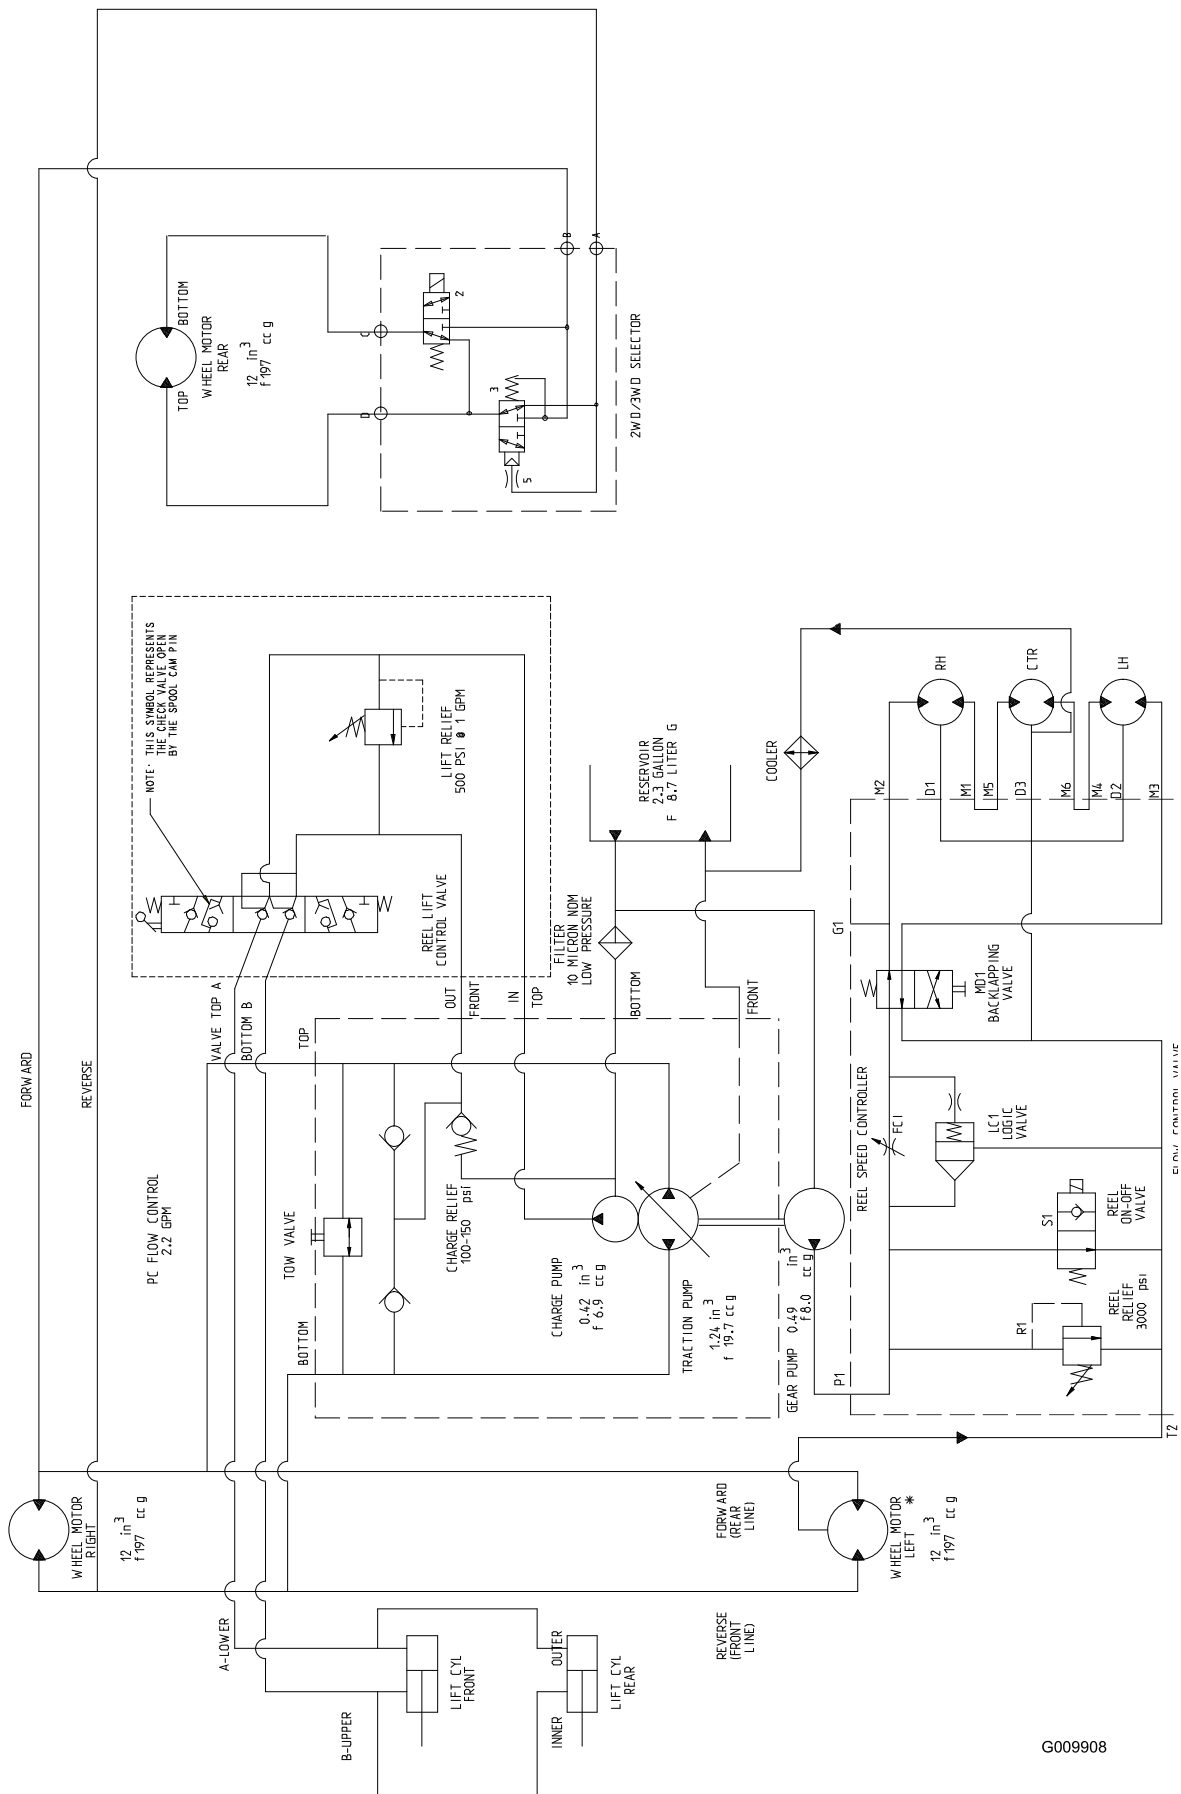 FORWARD
REVERSE
TOP
BOTTOM
WHEEL MOTOR
REAR
12 in3
f 197 cc g
D
C
B
A
2
3
5
2WD/3WD SELECTOR
NOTE: THIS SYMBOL REPRESENTS
THE CHECK VALVE OPEN
BY THE SPOOL CAM PIN
LIFT RELIEF
500 PSI @ 1 GPM
REEL LIFT
CONTROL VALVE
VALVE TOP A
BOTTOM B
OUT
FRONT
IN
TOP
FILTER
10 MICRON NOM
LOW PRESSURE
RESERVOIR
2.3 GALLON
F 8.7 LITER G
COOLER
BOTTOM
FRONT
TOP
BOTTOM
PC FLOW CONTROL
2.2 GPM
TOW VALVE
CHARGE RELIEF
100-150 psi
CHARGE PUMP
0.42 in3
f 6.9 cc g
TRACTION PUMP
1.24 in3
f 19.7 cc g
GEAR PUMP 0.49 in3
f 8.0 cc g
RH
CTR
LH
M2
D1
M1
M5
D3
M6
M4
D2
M3
G1
MD1
BACKLAPPING
VALVE
REEL SPEED CONTROLLER
FC1
LC1
LOGIC
VALVE
S1
REEL
ON-OFF
VALVE
R1
REEL
RELIEF
3000 psi
P1
T2
FLOW CONTROL VALVE
WHEEL MOTOR
RIGHT
12 in3
f 197 cc g
FORWARD
(REAR
LINE)
WHEEL MOTOR
LEFT *
12 in3
f 197 cc g
REVERSE
(FRONT
LINE)
A-LOWER
B-UPPER
LIFT CYL
FRONT
OUTER
INNER
LIFT CYL
REAR
G009908